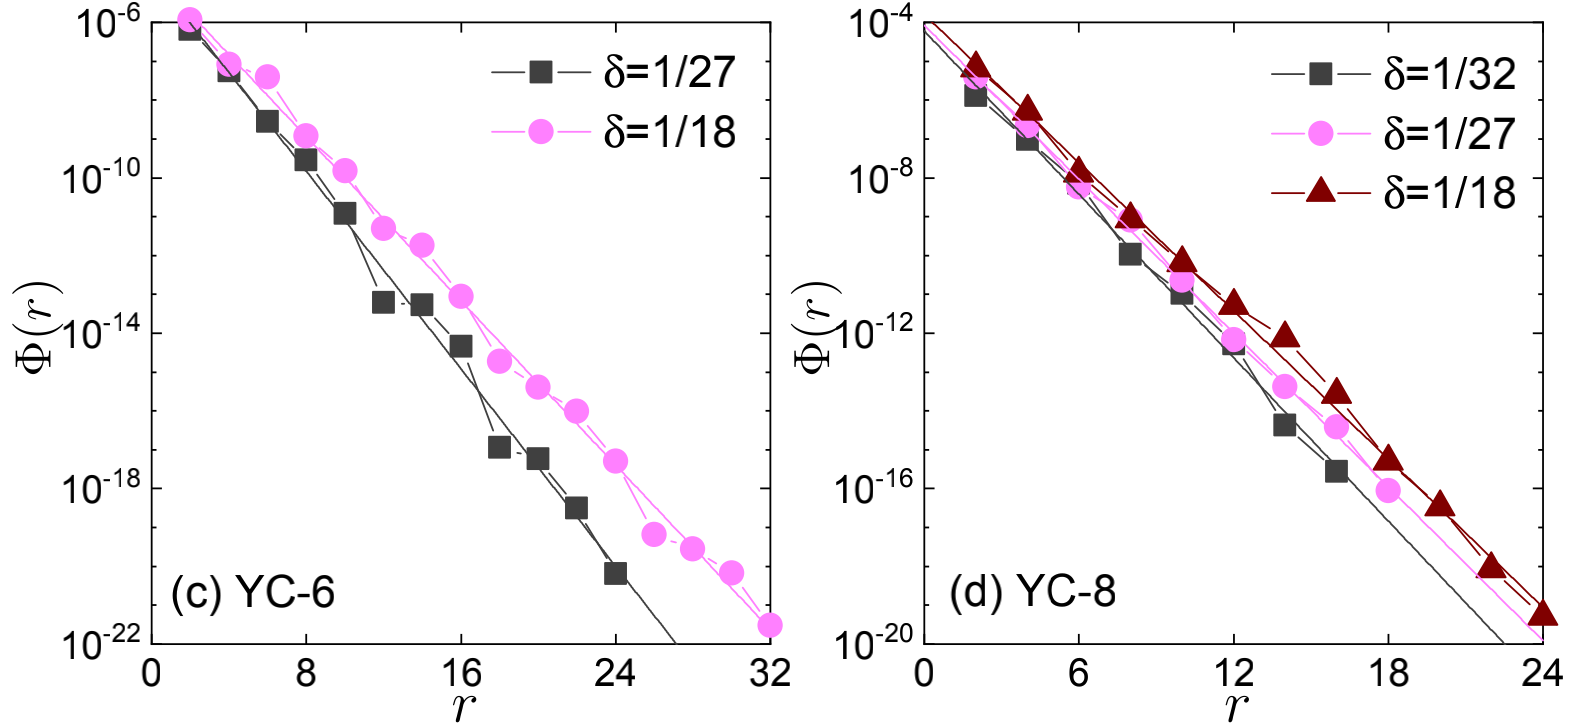 10⁻⁶
10⁻¹⁰
10⁻¹⁴
10⁻¹⁸
10⁻²²
Φ(r)
δ=1/27
δ=1/18
(c) YC-6
0 8 16 24 32
r
10⁻⁴
10⁻⁸
10⁻¹²
10⁻¹⁶
10⁻²⁰
Φ(r)
δ=1/32
δ=1/27
δ=1/18
(d) YC-8
0 6 12 18 24
r